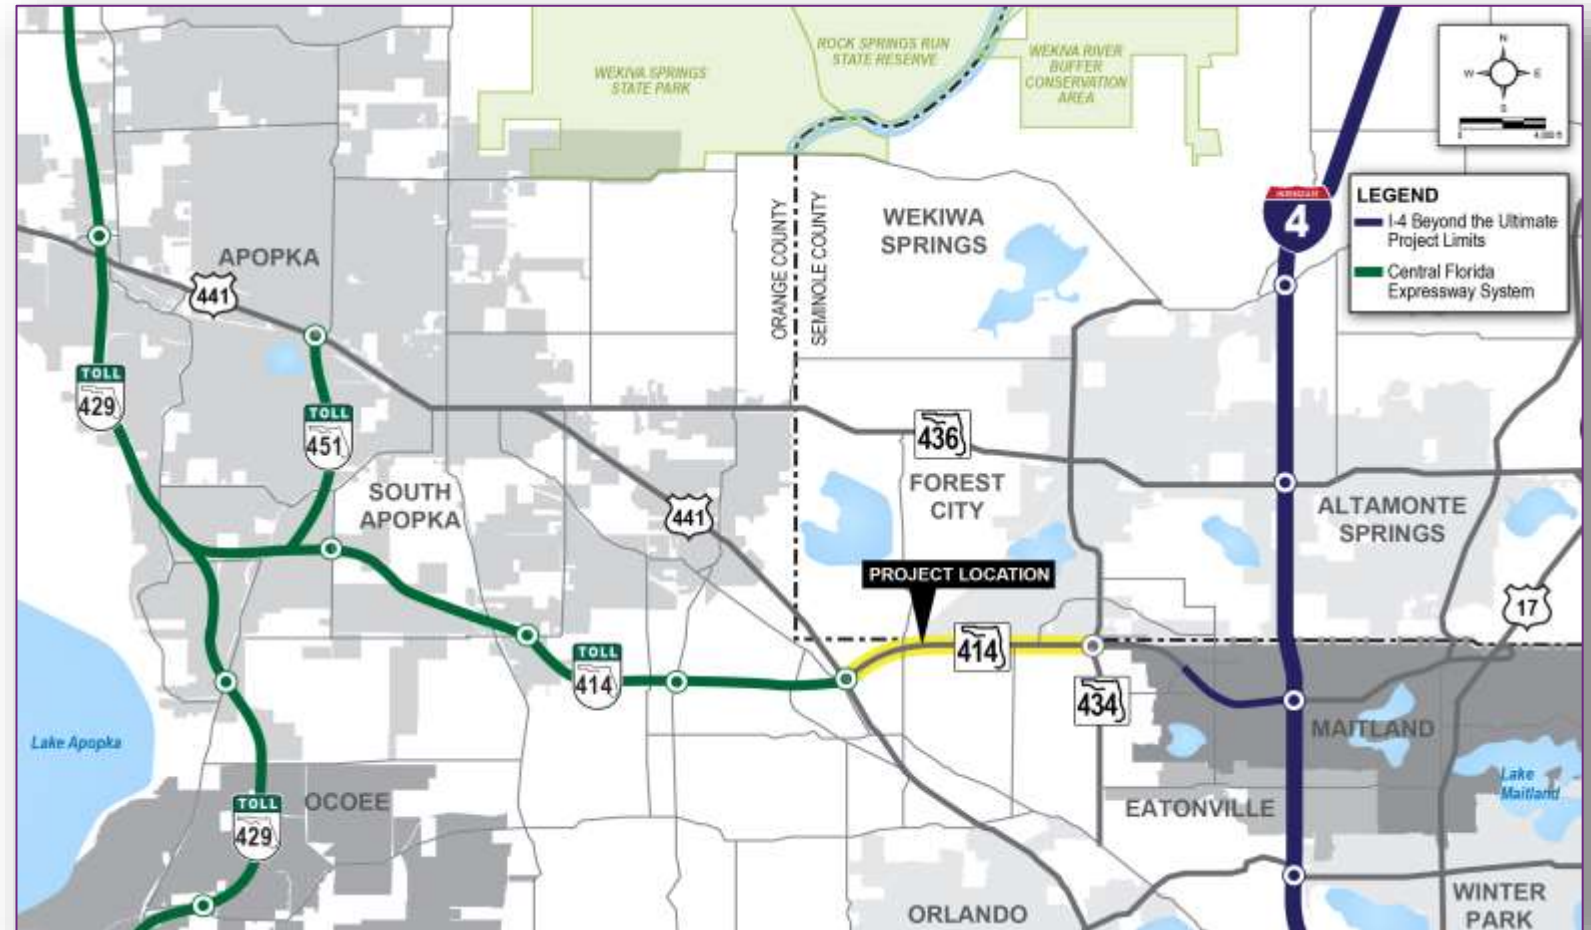 ROCK SPRINGS RUN
STATE RESERVE
WEKIVA RIVER
BUFFER
CONSERVATION
AREA
WEKIVA SPRINGS
STATE PARK
N
W
E
S
0
LEGEND
I-4 Beyond the Ultimate
Project Limits
Central Florida
Expressway System
4
ORANGE COUNTY
SEMINOLE COUNTY
WEKIWA
SPRINGS
APOPKA
441
TOLL
429
TOLL
451
436
SOUTH
APOPKA
FOREST
CITY
441
ALTAMONTE
SPRINGS
PROJECT LOCATION
17
414
TOLL
414
434
MAITLAND
Lake Apopka
Lake
Maitland
OCOEE
TOLL
429
EATONVILLE
ORLANDO
WINTER
PARK